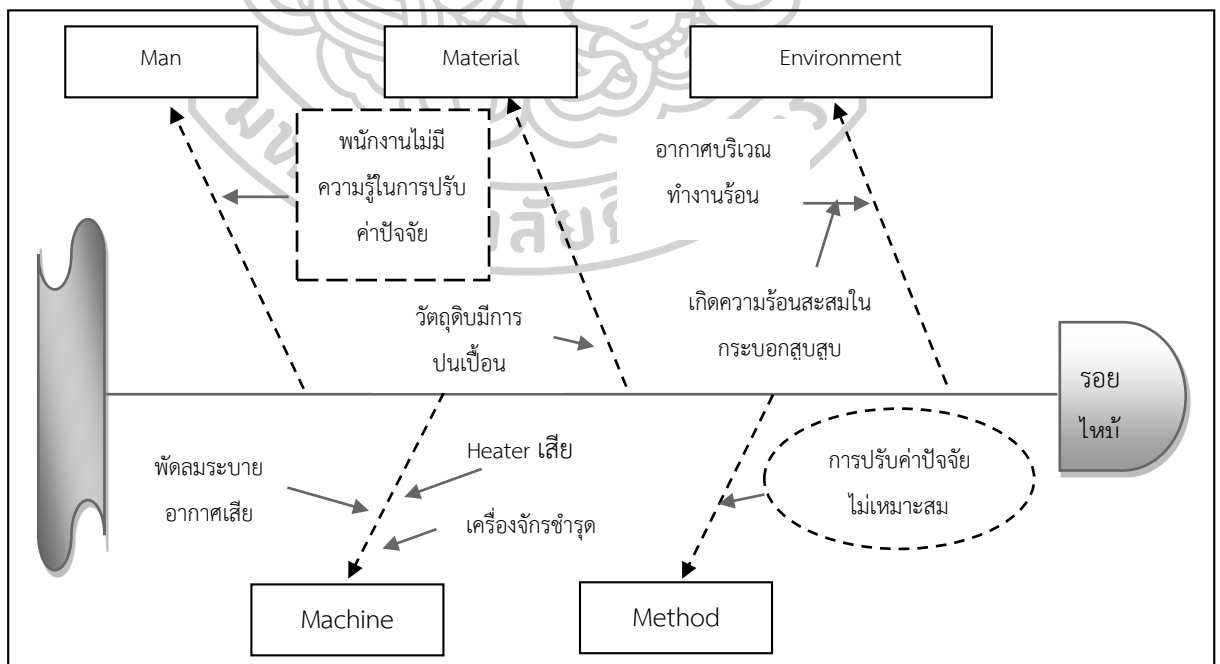 Man
Material
Environment
พนักงานไม่มี
ความรู้ในการปรับ
ค่าปัจจัย
อากาศบริเวณ
ทำงานร้อน
วัตถุดิบมีการ
ปนเปื้อน
เกิดความร้อนสะสมใน
กระบอกสูบสูบ
รอย
ไหม้
พัดลมระบาย
อากาศเสีย
Heater เสีย
เครื่องจักรชำรุด
การปรับค่าปัจจัย
ไม่เหมาะสม
Machine
Method